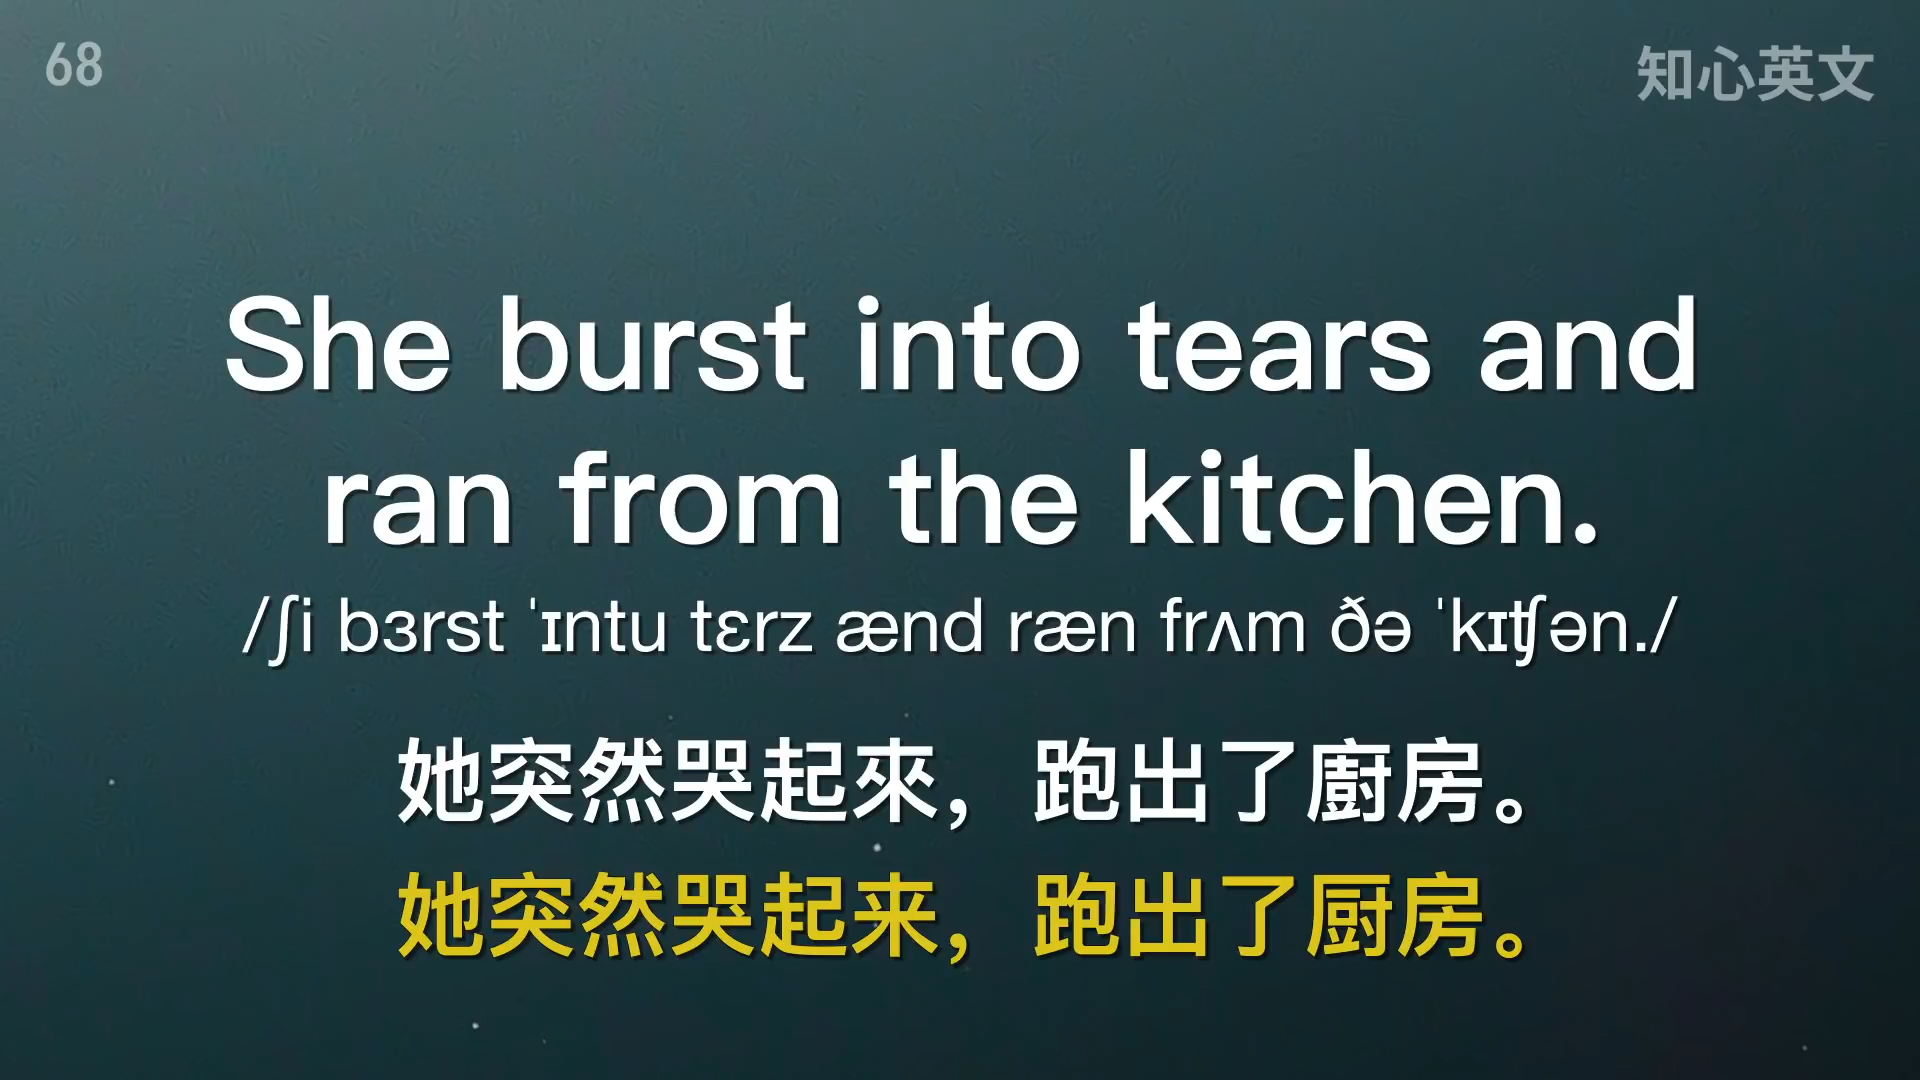 68
知心英文
She burst into tears and
ran from the kitchen.
/ʃi bɜrst ˈɪntu tɛrz ænd ræn frʌm ðə ˈkɪʧən./
她突然哭起來，跑出了廚房。
她突然哭起来，跑出了厨房。